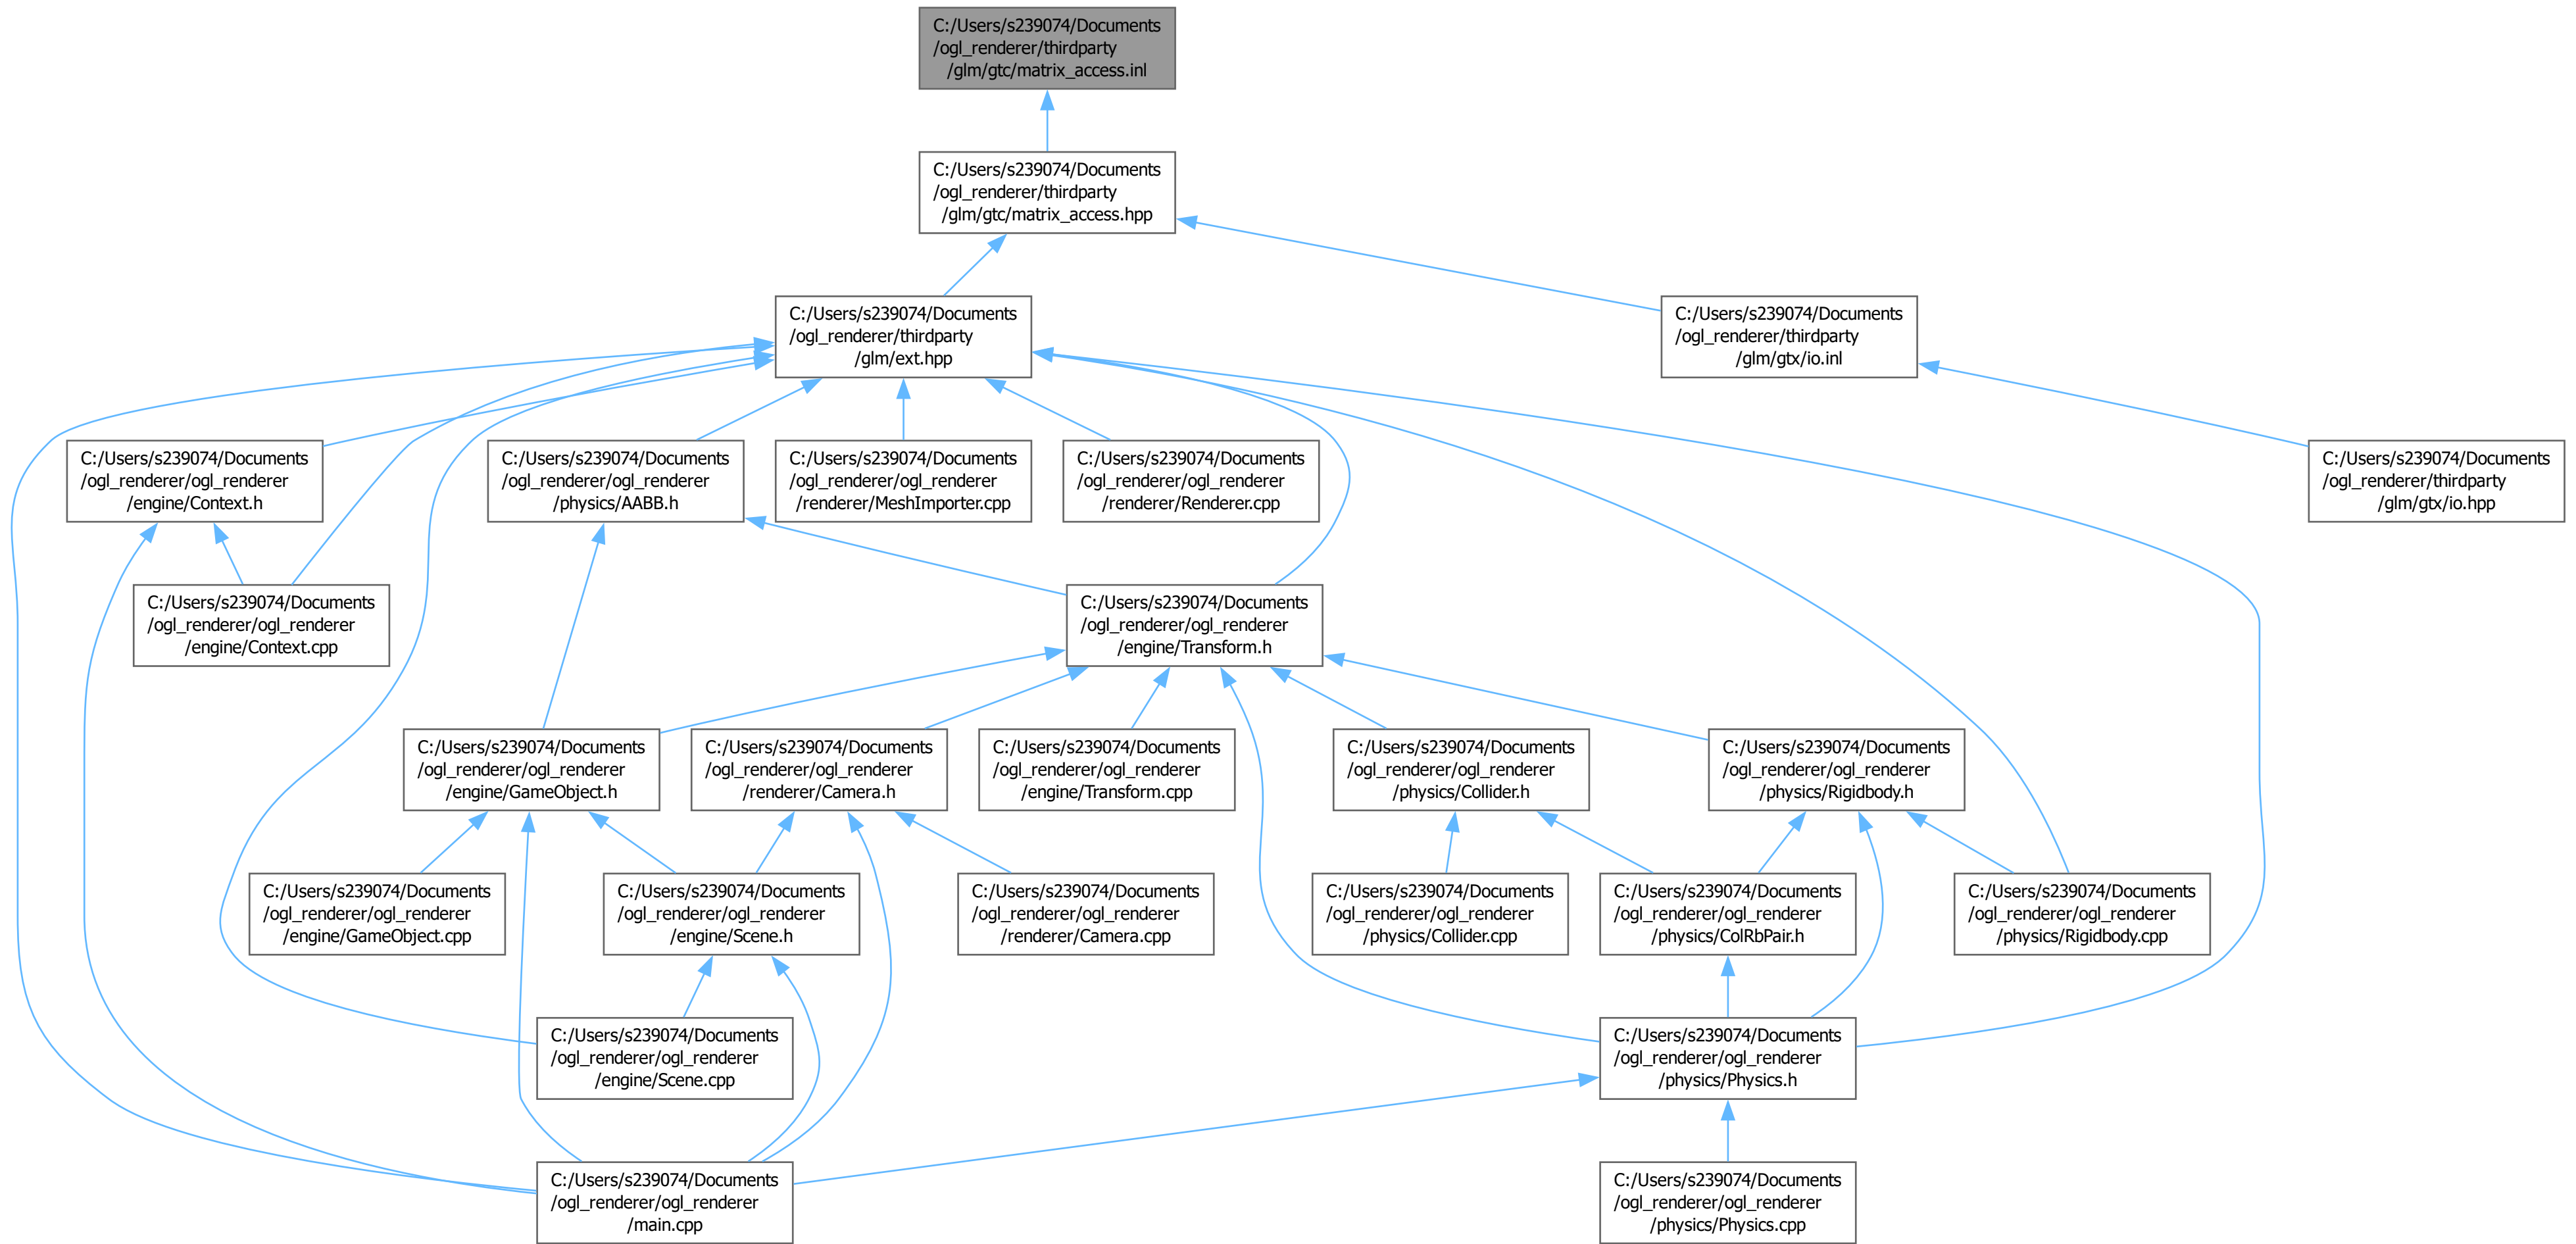 C:/Users/s239074/Documents
/ogl_renderer/thirdparty
/glm/gtc/matrix_access.inl
C:/Users/s239074/Documents
/ogl_renderer/thirdparty
/glm/gtc/matrix_access.hpp
C:/Users/s239074/Documents
/ogl_renderer/thirdparty
/glm/ext.hpp
C:/Users/s239074/Documents
/ogl_renderer/thirdparty
/glm/gtx/io.inl
C:/Users/s239074/Documents
/ogl_renderer/ogl_renderer
/engine/Context.h
C:/Users/s239074/Documents
/ogl_renderer/ogl_renderer
/physics/AABB.h
C:/Users/s239074/Documents
/ogl_renderer/ogl_renderer
/renderer/MeshImporter.cpp
C:/Users/s239074/Documents
/ogl_renderer/ogl_renderer
/renderer/Renderer.cpp
C:/Users/s239074/Documents
/ogl_renderer/thirdparty
/glm/gtx/io.hpp
C:/Users/s239074/Documents
/ogl_renderer/ogl_renderer
/engine/Context.cpp
C:/Users/s239074/Documents
/ogl_renderer/ogl_renderer
/engine/Transform.h
C:/Users/s239074/Documents
/ogl_renderer/ogl_renderer
/engine/GameObject.h
C:/Users/s239074/Documents
/ogl_renderer/ogl_renderer
/renderer/Camera.h
C:/Users/s239074/Documents
/ogl_renderer/ogl_renderer
/engine/Transform.cpp
C:/Users/s239074/Documents
/ogl_renderer/ogl_renderer
/physics/Collider.h
C:/Users/s239074/Documents
/ogl_renderer/ogl_renderer
/physics/Rigidbody.h
C:/Users/s239074/Documents
/ogl_renderer/ogl_renderer
/engine/GameObject.cpp
C:/Users/s239074/Documents
/ogl_renderer/ogl_renderer
/engine/Scene.h
C:/Users/s239074/Documents
/ogl_renderer/ogl_renderer
/renderer/Camera.cpp
C:/Users/s239074/Documents
/ogl_renderer/ogl_renderer
/physics/Collider.cpp
C:/Users/s239074/Documents
/ogl_renderer/ogl_renderer
/physics/ColRbPair.h
C:/Users/s239074/Documents
/ogl_renderer/ogl_renderer
/physics/Rigidbody.cpp
C:/Users/s239074/Documents
/ogl_renderer/ogl_renderer
/engine/Scene.cpp
C:/Users/s239074/Documents
/ogl_renderer/ogl_renderer
/physics/Physics.h
C:/Users/s239074/Documents
/ogl_renderer/ogl_renderer
/main.cpp
C:/Users/s239074/Documents
/ogl_renderer/ogl_renderer
/physics/Physics.cpp